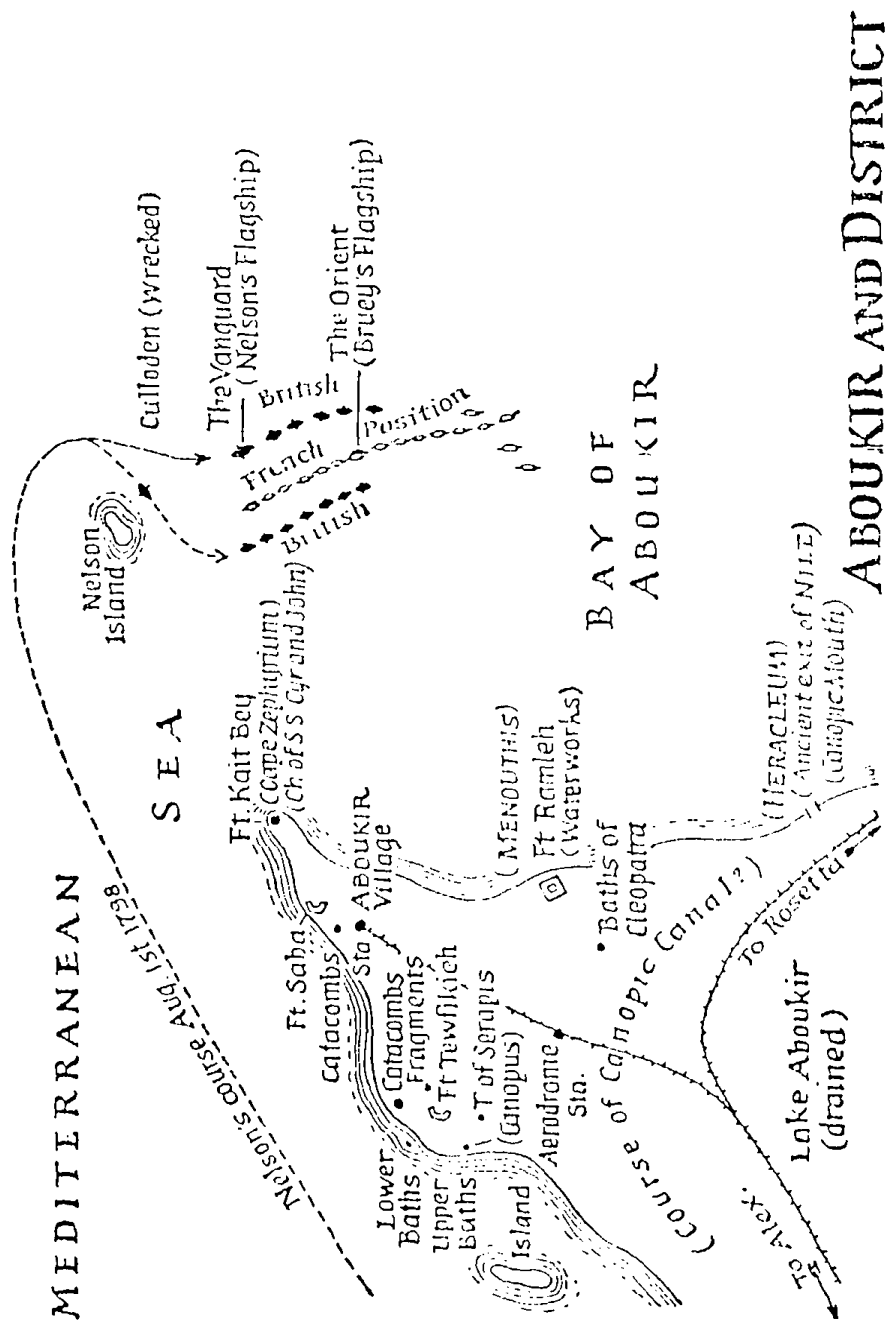 MEDITERRANEAN
SEA
Nelson's course Aug. 1st 1798
Nelson
Island
Culloden (wrecked)
The Vanguard
(Nelson's Flagship)
British
French Position
British
The Orient
(Bruey's Flagship)
Ft. Kait Bey
(Cape Zephyrium)
(Ch of S S Cyr and John)
Ft. Saba
Catacombs
Sta
ABOUKIR
Village
Catacombs
Fragments
Ft Tewfikieh
T of Serapis
(Canopus)
Lower
Baths
Upper
Baths
Island
Aerodrome
Sta.
(MENOUTHIS)
Ft Ramleh
(Waterworks)
Baths of
Cleopatra
BAY OF
ABOUKIR
(Course of Canopic Canal?)
(HERACLEUM)
(Ancient exit of NILE)
(Canopic Mouth)
To Rosetta
Lake Aboukir
(drained)
To Alex.
ABOUKIR AND DISTRICT